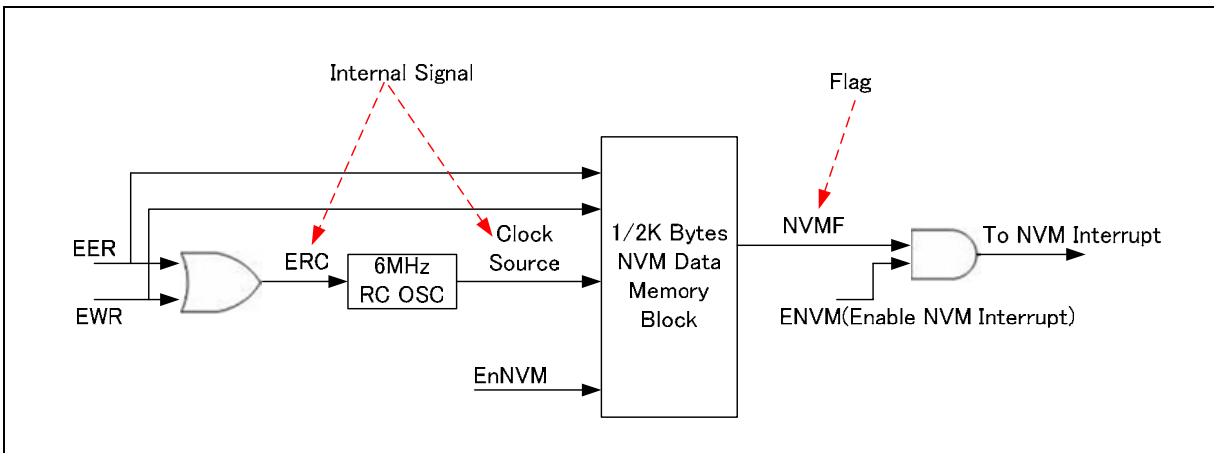 Internal Signal
Flag
EER
EWR
ERC
6MHz
RC OSC
Clock
Source
EnNVM
1/2K Bytes
NVM Data
Memory
Block
NVMF
To NVM Interrupt
ENVM(Enable NVM Interrupt)